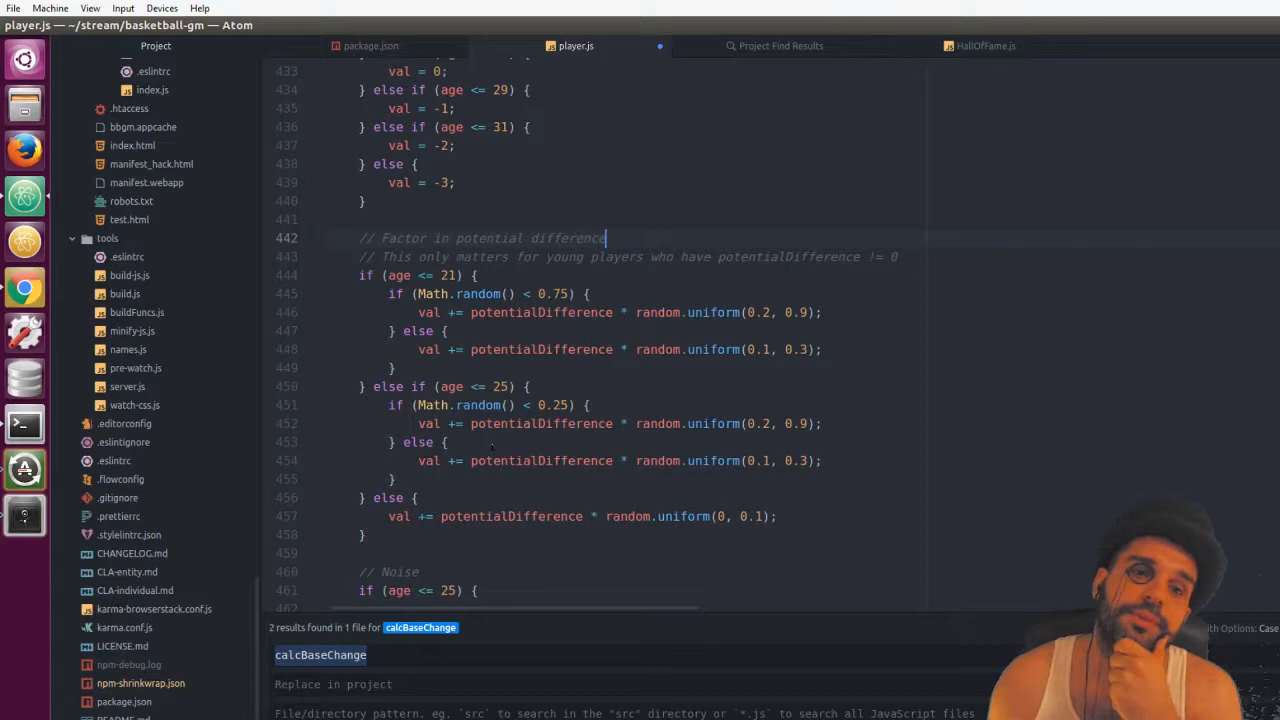 File Machine View Input Devices Help
player.js — ~/stream/basketball-gm — Atom
Project
package.json
player.js
Project Find Results
HallOfFame.js
.eslintrc
index.js
.htaccess
bbgm.appcache
index.html
manifest_hack.html
manifest.webapp
robots.txt
test.html
tools
.eslintrc
build-js.js
build.js
buildFuncs.js
minify-js.js
names.js
pre-watch.js
server.js
watch-css.js
.editorconfig
.eslintignore
.eslintrc
.flowconfig
.gitignore
.prettierrc
.stylelintrc.json
CHANGELOG.md
CLA-entity.md
CLA-individual.md
karma-browserstack.conf.js
karma.conf.js
LICENSE.md
npm-debug.log
npm-shrinkwrap.json
package.json
433 val = 0;
434 } else if (age <= 29) {
435 val = -1;
436 } else if (age <= 31) {
437 val = -2;
438 } else {
439 val = -3;
440 }
441
442 // Factor in potential difference
443 // This only matters for young players who have potentialDifference != 0
444 if (age <= 21) {
445 if (Math.random() < 0.75) {
446 val += potentialDifference * random.uniform(0.2, 0.9);
447 } else {
448 val += potentialDifference * random.uniform(0.1, 0.3);
449 }
450 } else if (age <= 25) {
451 if (Math.random() < 0.25) {
452 val += potentialDifference * random.uniform(0.2, 0.9);
453 } else {
454 val += potentialDifference * random.uniform(0.1, 0.3);
455 }
456 } else {
457 val += potentialDifference * random.uniform(0, 0.1);
458 }
459
460 // Noise
461 if (age <= 25) {
462
2 results found in 1 file for calcBaseChange
with Options: Case
calcBaseChange
Replace in project
File/directory pattern. eg. `src` to search in the "src" directory or `*.js` to search all JavaScript files